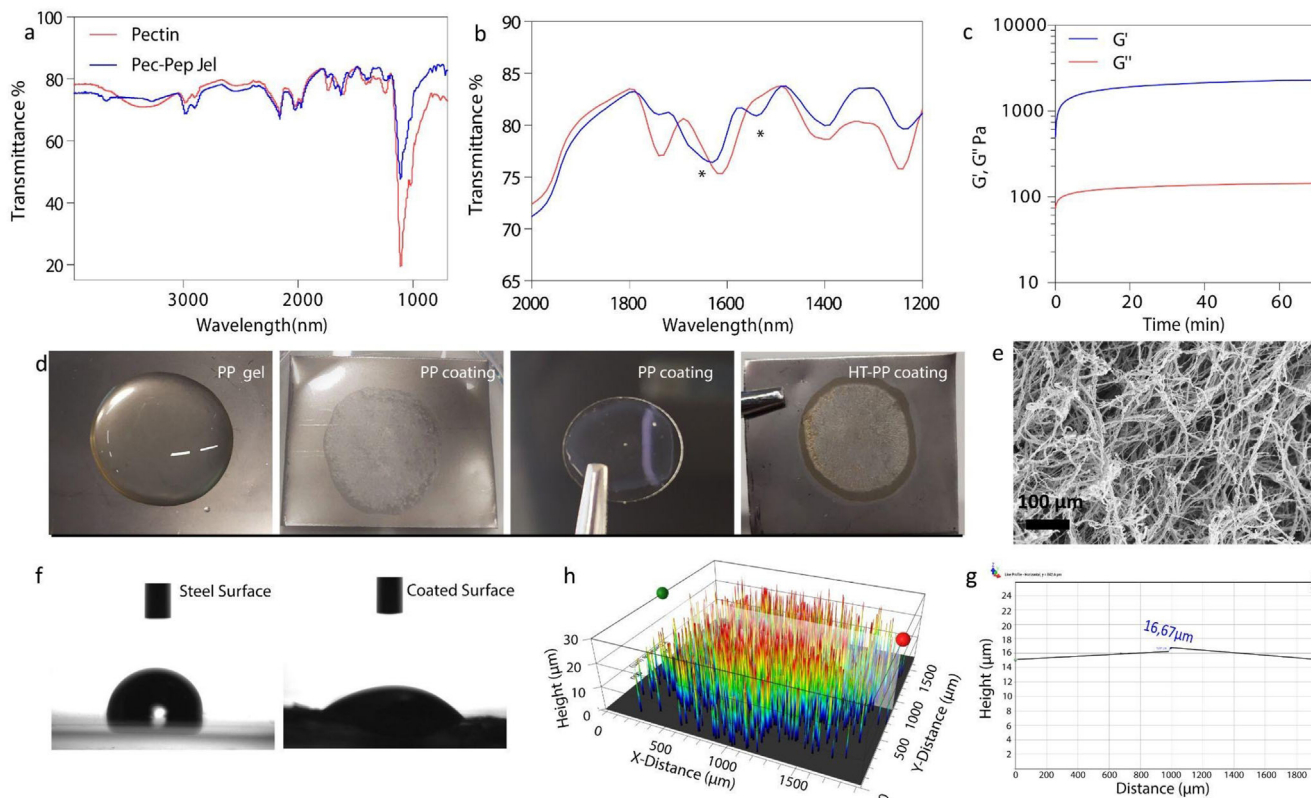 a
Pectin
Pec-Pep Jel
100
80
60
40
20
Transmittance %
3000
2000
1000
Wavelength(nm)
b
90
85
80
75
70
65
Transmittance %
*
*
2000
1800
1600
1400
1200
Wavelength(nm)
c
G'
G''
10000
1000
100
10
G', G'' Pa
0
20
40
60
Time (min)
d
PP gel
PP coating
PP coating
HT-PP coating
e
100 µm
f
Steel Surface
Coated Surface
h
30
20
10
0
Height (µm)
0
500
1000
1500
X-Distance (µm)
0
500
1000
1500
Y-Distance (µm)
g
16,67µm
24
22
20
18
16
14
12
10
8
6
4
2
Height (µm)
0
200
400
600
800
1000
1200
1400
1600
1800
Distance (µm)